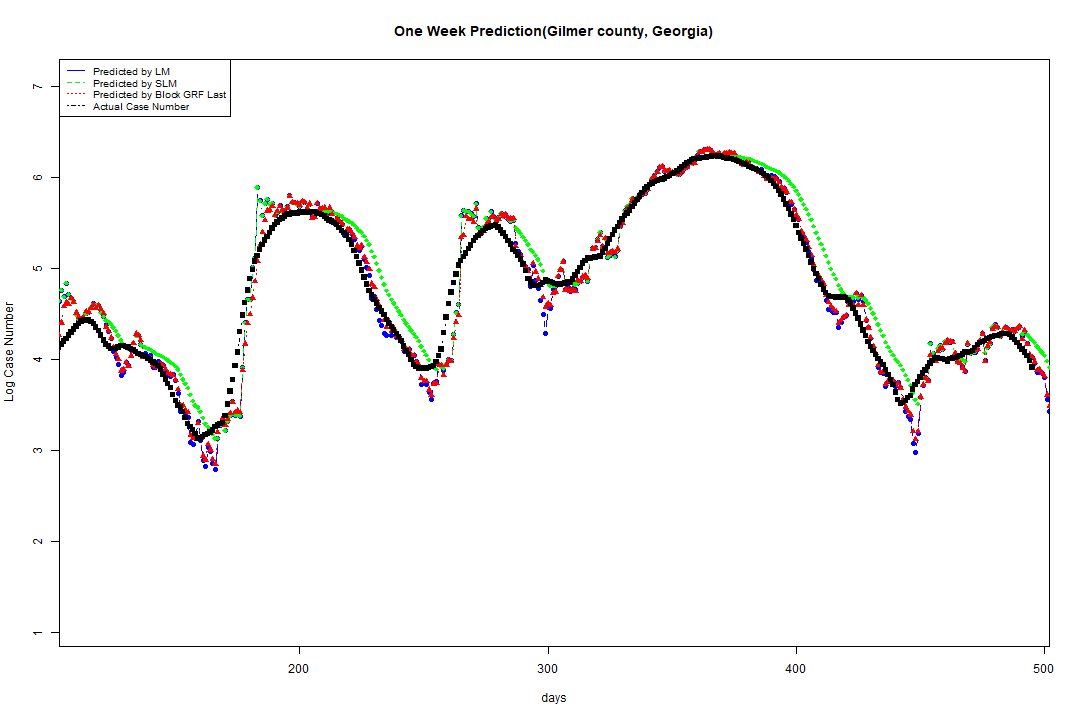 One Week Prediction(Gilmer county, Georgia)
Predicted by LM
Predicted by SLM
Predicted by Block GRF Last
Actual Case Number
7
6
5
4
3
2
1
Log Case Number
200 300 400 500
days